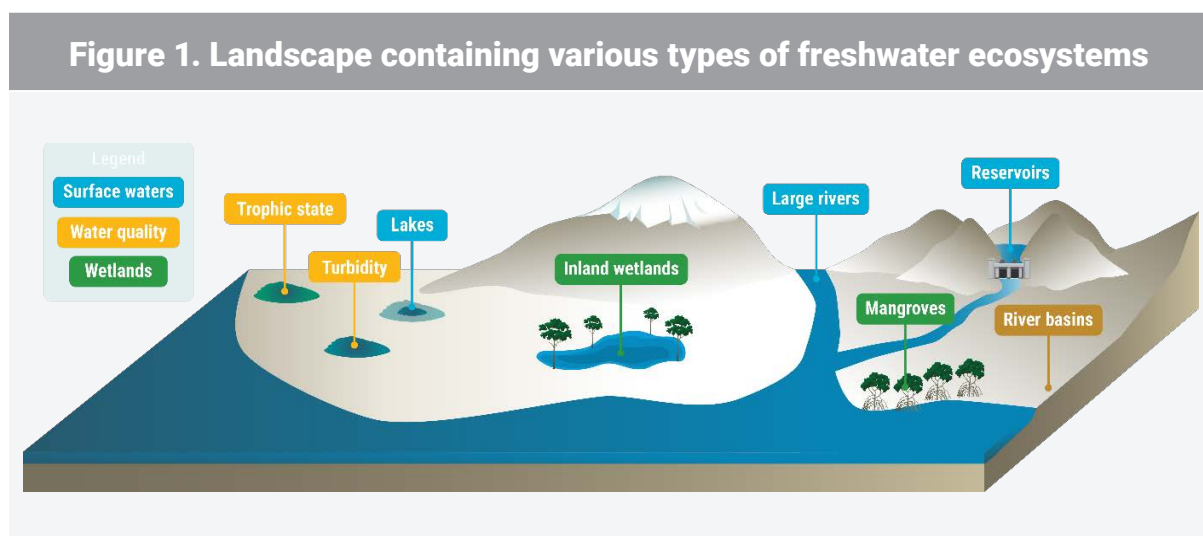 Figure 1. Landscape containing various types of freshwater ecosystems
Legend
Surface waters
Water quality
Wetlands
Trophic state
Lakes
Turbidity
Inland wetlands
Large rivers
Reservoirs
Mangroves
River basins